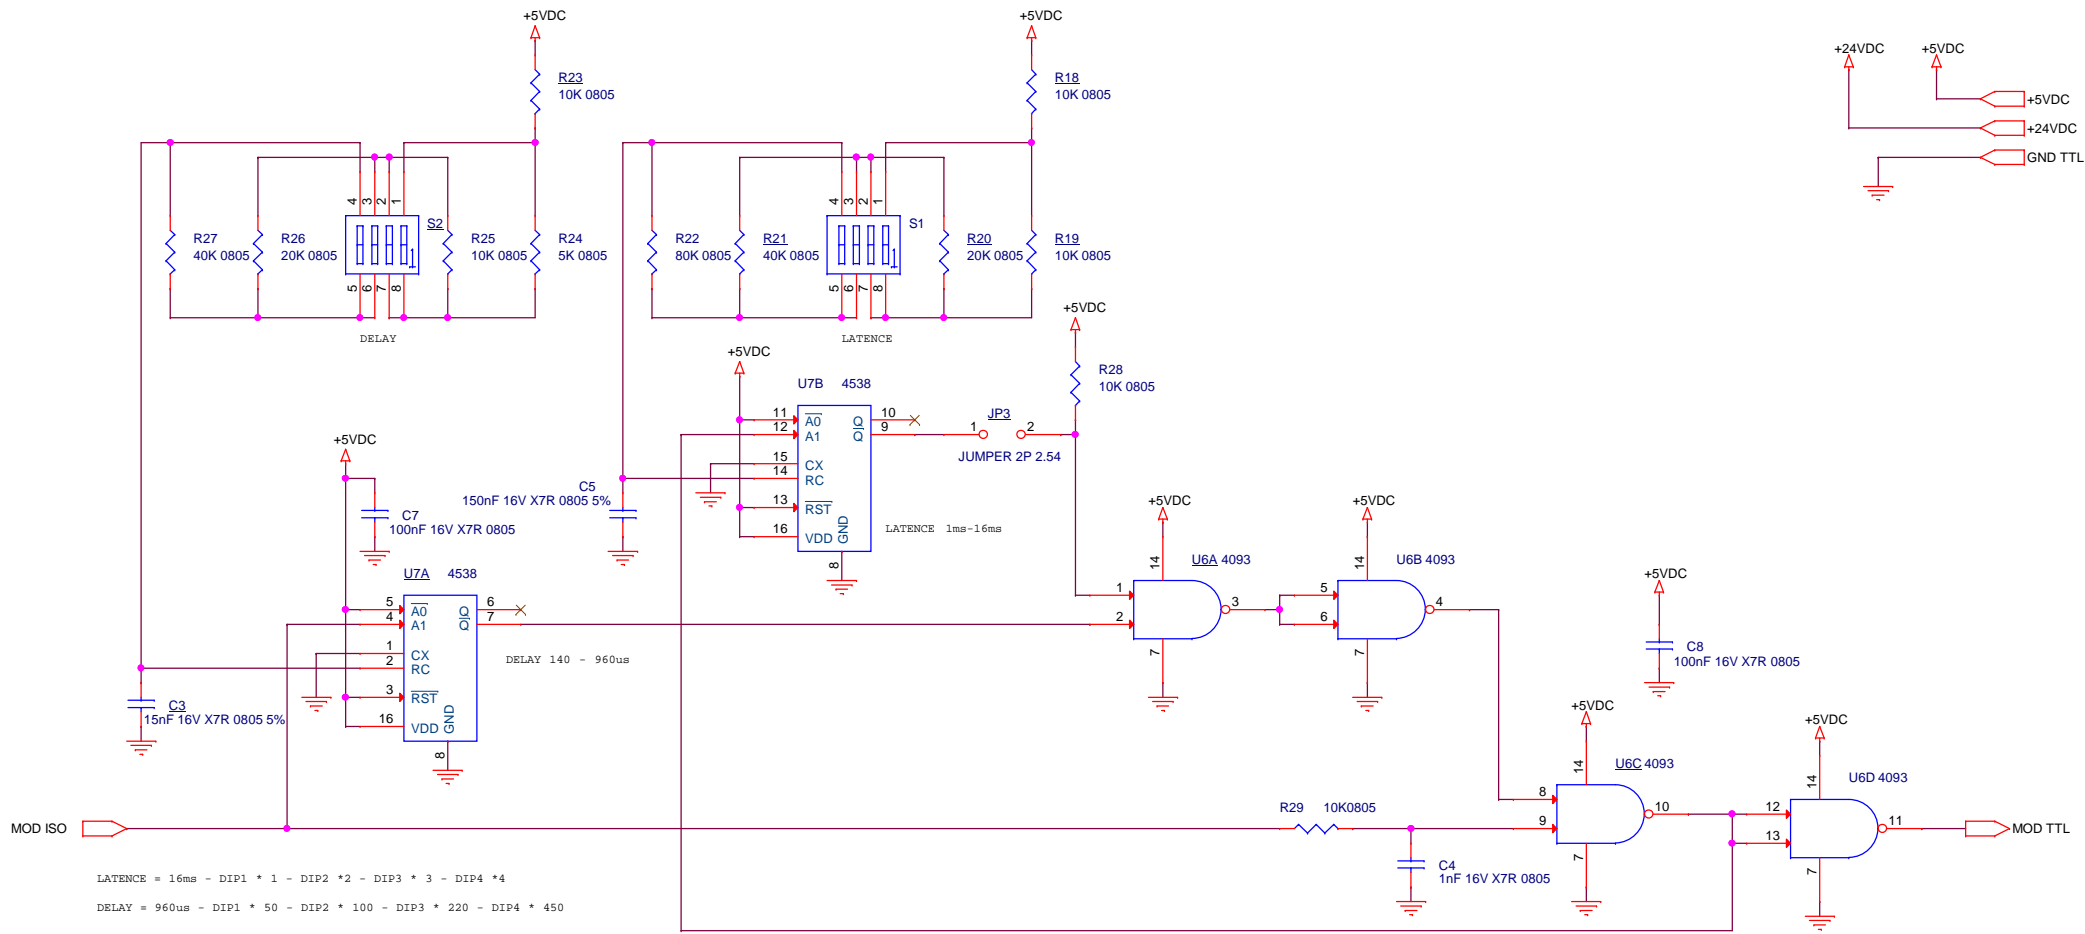 +5VDC
+5VDC
+24VDC
+5VDC
R23
10K 0805
R18
10K 0805
+5VDC
+24VDC
GND TTL
4 3 2 1
4 3 2 1
S2
S1
R27
40K 0805
R26
20K 0805
R25
10K 0805
R24
5K 0805
R22
80K 0805
R21
40K 0805
R20
20K 0805
R19
10K 0805
1
1
5 6 7 8
5 6 7 8
DELAY
LATENCE
+5VDC
+5VDC
R28
10K 0805
U7B 4538
11 A0
12 A1
15 CX
14 RC
13 RST
16 VDD
GND
8
Q 10
Q 9
JP3
1 2
JUMPER 2P 2.54
LATENCE 1ms-16ms
+5VDC
C7
100nF 16V X7R 0805
C5
150nF 16V X7R 0805 5%
U7A 4538
5 A0
4 A1
1 CX
2 RC
3 RST
16 VDD
GND
8
Q 6
Q 7
DELAY 140 - 960us
C3
15nF 16V X7R 0805 5%
+5VDC
14
U6A 4093
1
2
3
7
+5VDC
14
U6B 4093
5
6
4
7
+5VDC
C8
100nF 16V X7R 0805
+5VDC
14
U6C 4093
8
9
10
7
+5VDC
14
U6D 4093
12
13
11
7
MOD ISO
R29 10K0805
C4
1nF 16V X7R 0805
MOD TTL
LATENCE = 16ms - DIP1 * 1 - DIP2 *2 - DIP3 * 3 - DIP4 *4
DELAY = 960us - DIP1 * 50 - DIP2 * 100 - DIP3 * 220 - DIP4 * 450